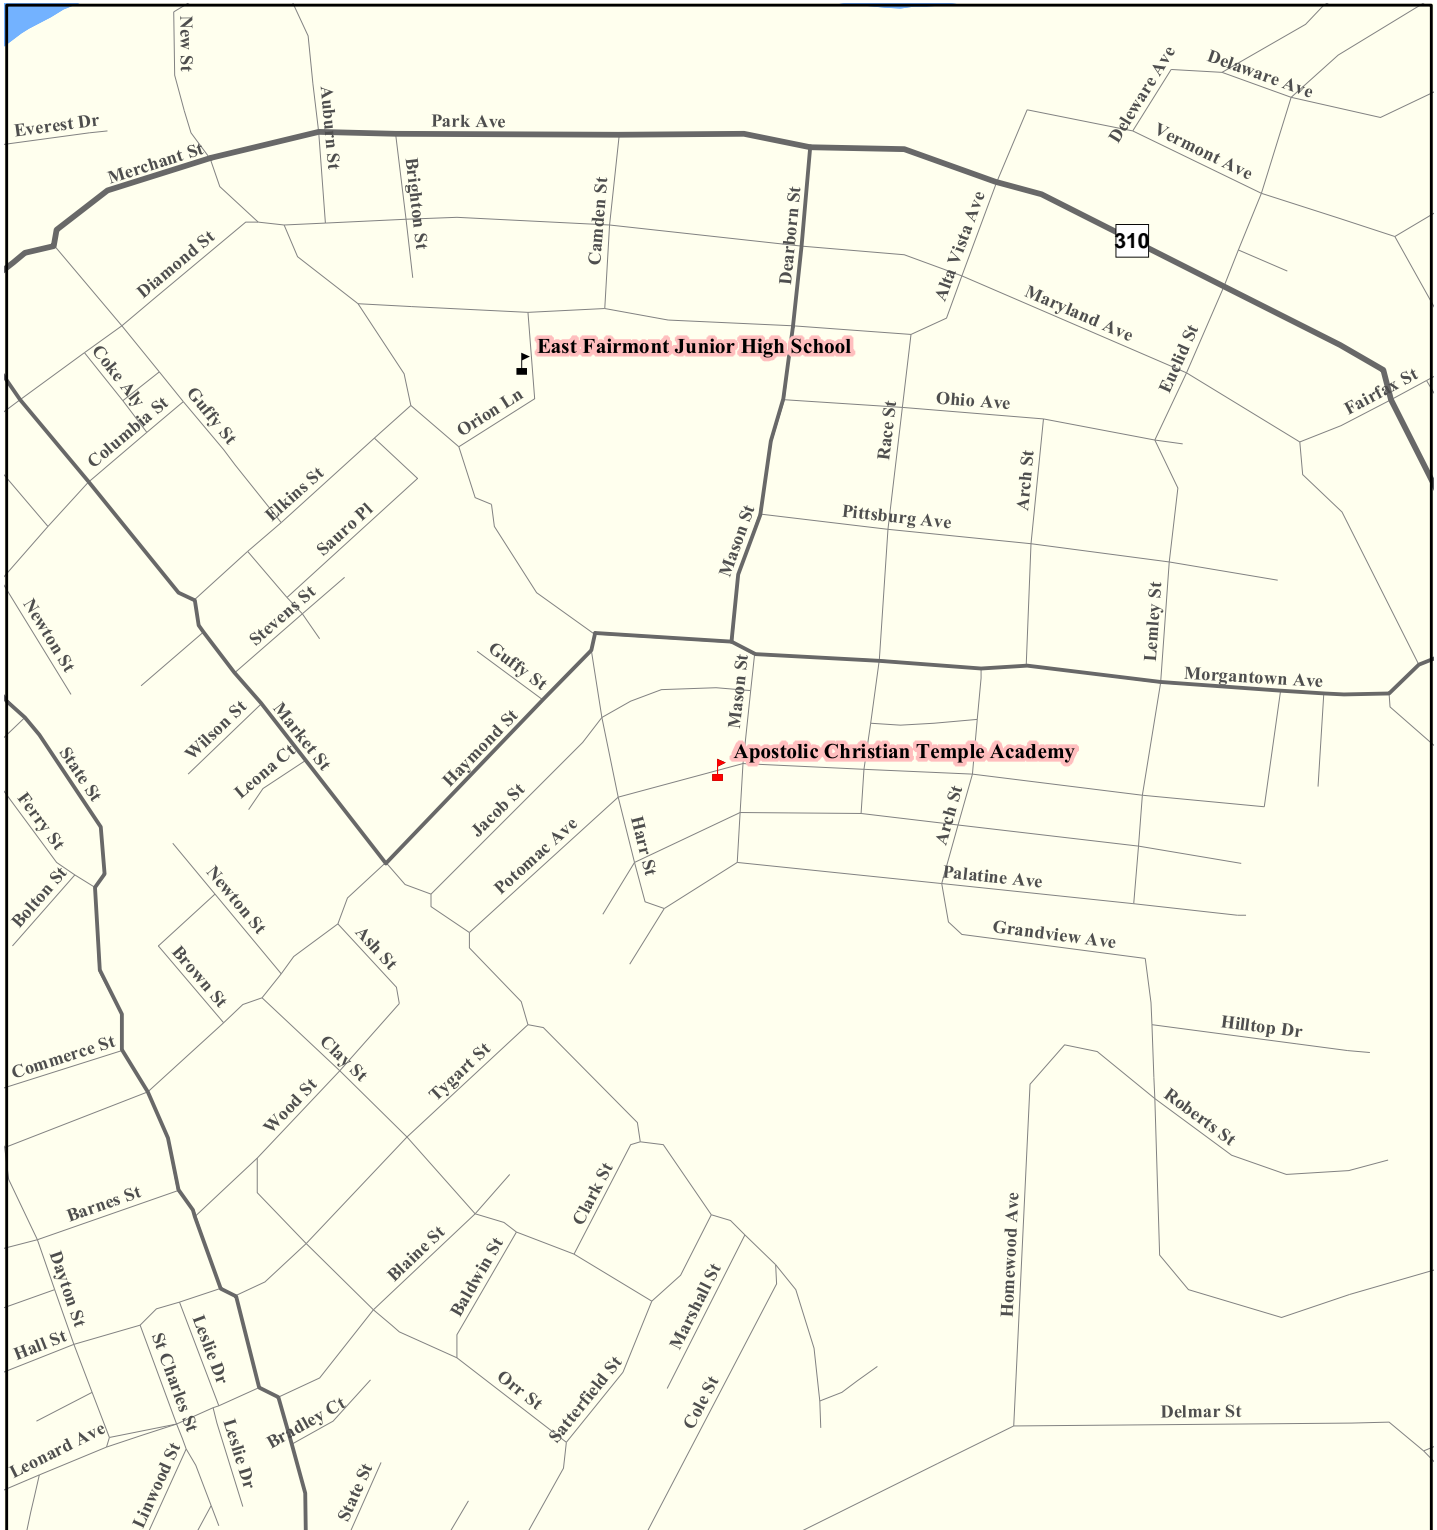 New St
Delaware Ave
Deleware Ave
Everest Dr
Auburn St
Park Ave
Merchant St
Vermont Ave
Brighton St
Camden St
Dearborn St
Alta Vista Ave
310
Diamond St
Maryland Ave
Euclid St
East Fairmont Junior High School
Coke Aly
Fairfax St
Orion Ln
Ohio Ave
Guffy St
Columbia St
Race St
Arch St
Elkins St
Sauro Pl
Pittsburg Ave
Mason St
Newton St
Stevens St
Lemley St
Guffy St
Mason St
Morgantown Ave
Wilson St
Market St
Haymond St
State St
Leona Ct
Apostolic Christian Temple Academy
Ferry St
Jacob St
Potomac Ave
Harr St
Arch St
Bolton St
Newton St
Palatine Ave
Ash St
Grandview Ave
Brown St
Commerce St
Clay St
Hilltop Dr
Tygart St
Wood St
Roberts St
Barnes St
Clark St
Homewood Ave
Blaine St
Baldwin St
Dayton St
Marshall St
Hall St
Leslie Dr
St Charles St
Orr St
Satterfield St
Cole St
Delmar St
Bradley Ct
Leonard Ave
Leslie Dr
Linwood St
State St